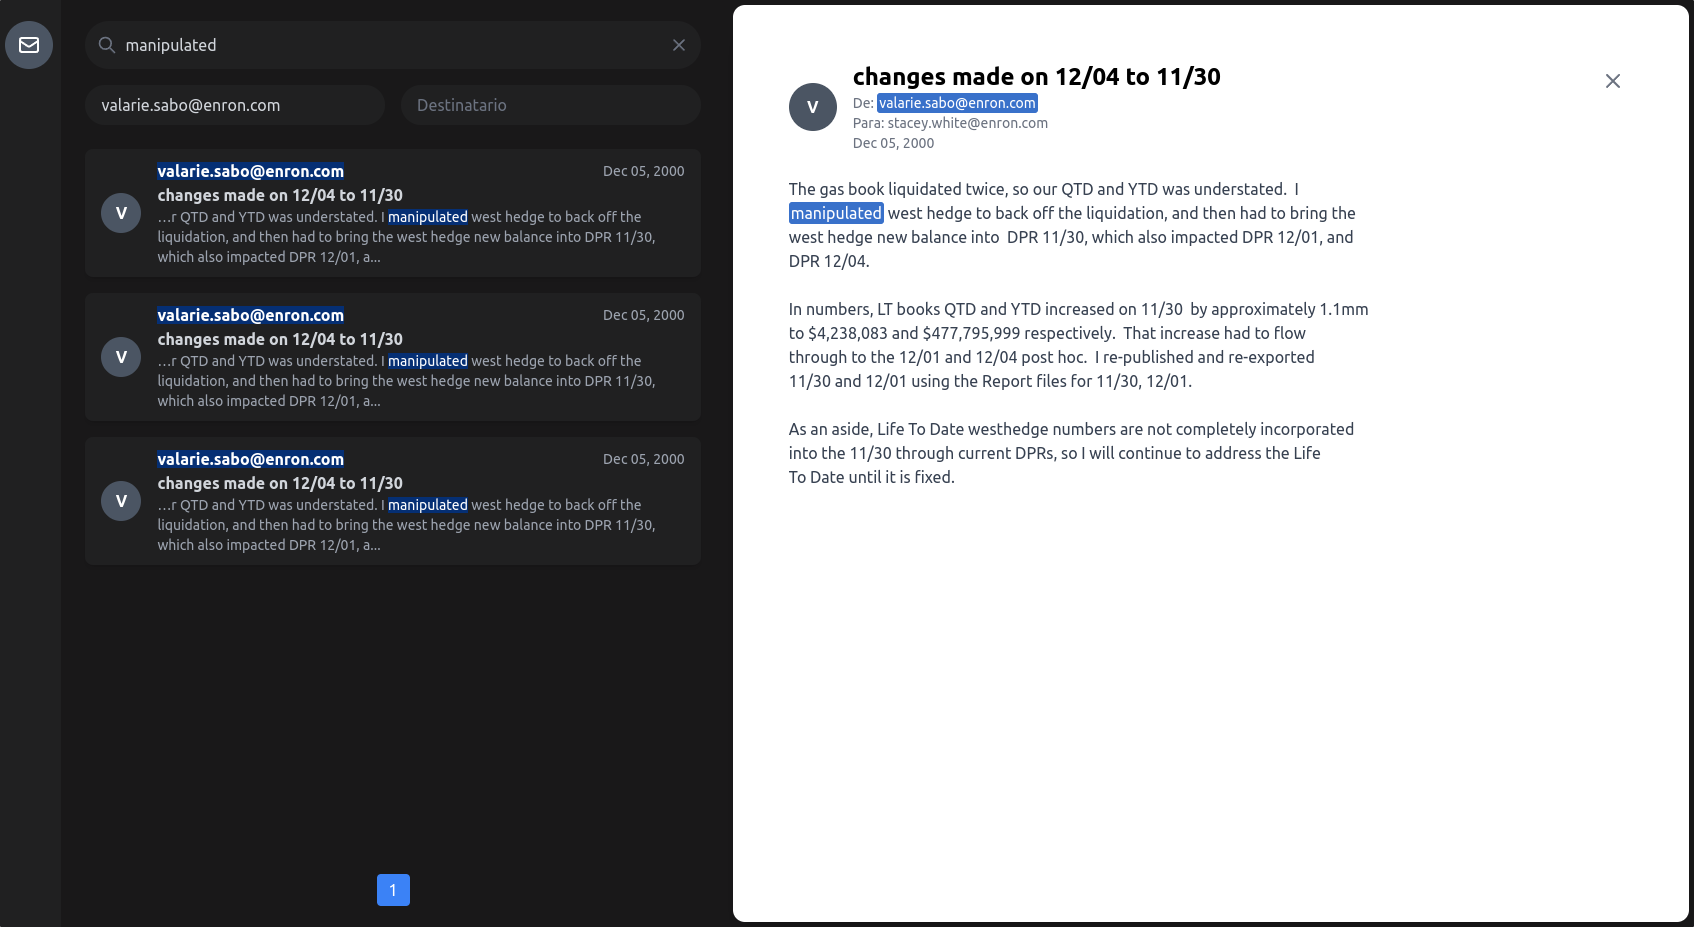 manipulated
valarie.sabo@enron.com
Destinatario
valarie.sabo@enron.com
Dec 05, 2000
V
changes made on 12/04 to 11/30
...r QTD and YTD was understated. I manipulated west hedge to back off the
liquidation, and then had to bring the west hedge new balance into DPR 11/30,
which also impacted DPR 12/01, a...
valarie.sabo@enron.com
Dec 05, 2000
V
changes made on 12/04 to 11/30
...r QTD and YTD was understated. I manipulated west hedge to back off the
liquidation, and then had to bring the west hedge new balance into DPR 11/30,
which also impacted DPR 12/01, a...
valarie.sabo@enron.com
Dec 05, 2000
V
changes made on 12/04 to 11/30
...r QTD and YTD was understated. I manipulated west hedge to back off the
liquidation, and then had to bring the west hedge new balance into DPR 11/30,
which also impacted DPR 12/01, a...
1
V
changes made on 12/04 to 11/30
De: valarie.sabo@enron.com
Para: stacey.white@enron.com
Dec 05, 2000
The gas book liquidated twice, so our QTD and YTD was understated.  I
manipulated west hedge to back off the liquidation, and then had to bring the
west hedge new balance into  DPR 11/30, which also impacted DPR 12/01, and
DPR 12/04.
In numbers, LT books QTD and YTD increased on 11/30  by approximately 1.1mm
to $4,238,083 and $477,795,999 respectively.  That increase had to flow
through to the 12/01 and 12/04 post hoc.  I re-published and re-exported
11/30 and 12/01 using the Report files for 11/30, 12/01.
As an aside, Life To Date westhedge numbers are not completely incorporated
into the 11/30 through current DPRs, so I will continue to address the Life
To Date until it is fixed.